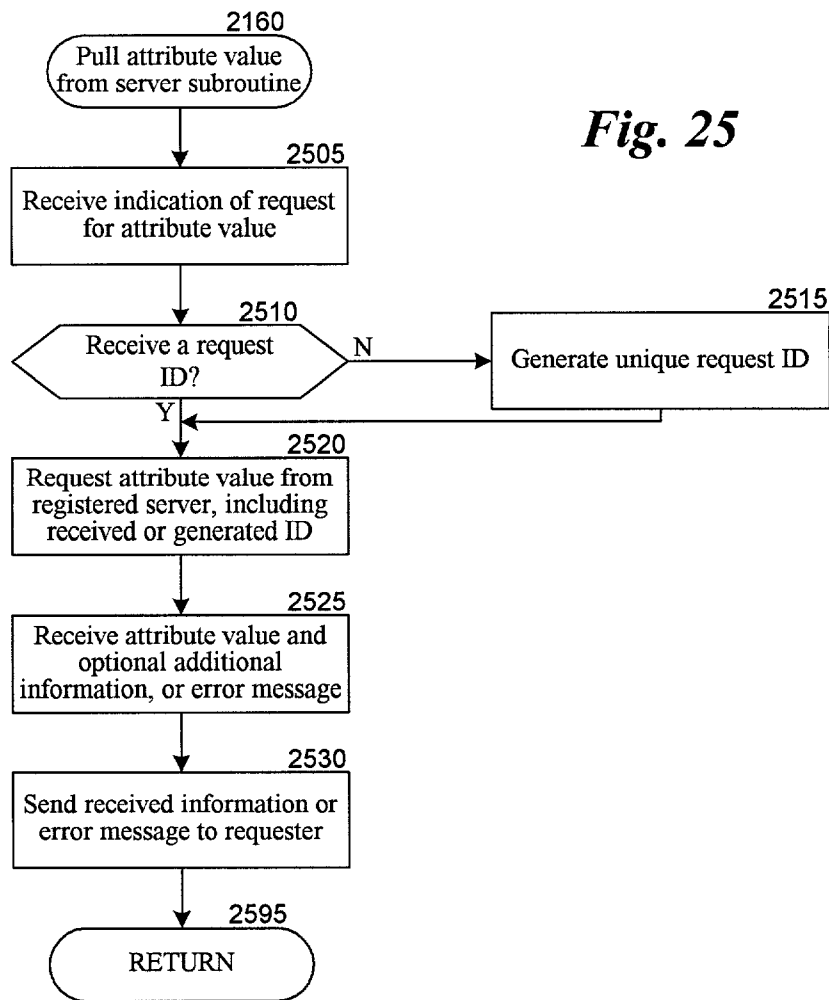 2160
Pull attribute value
from server subroutine
Fig. 25
2505
Receive indication of request
for attribute value
2510
Receive a request
ID?
N
Y
2515
Generate unique request ID
2520
Request attribute value from
registered server, including
received or generated ID
2525
Receive attribute value and
optional additional
information, or error message
2530
Send received information or
error message to requester
2595
RETURN